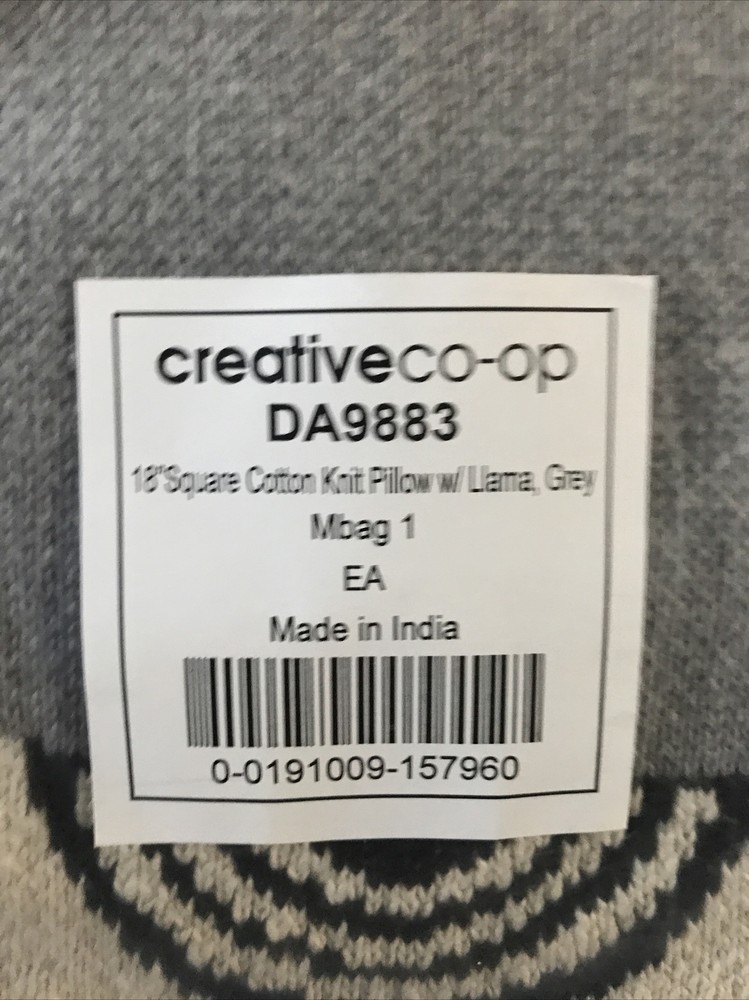 creativeco-op
DA9883
18"Square Cotton Knit Pillow w/ Llama, Grey
Mbag 1
EA
Made in India
0-0191009-157960